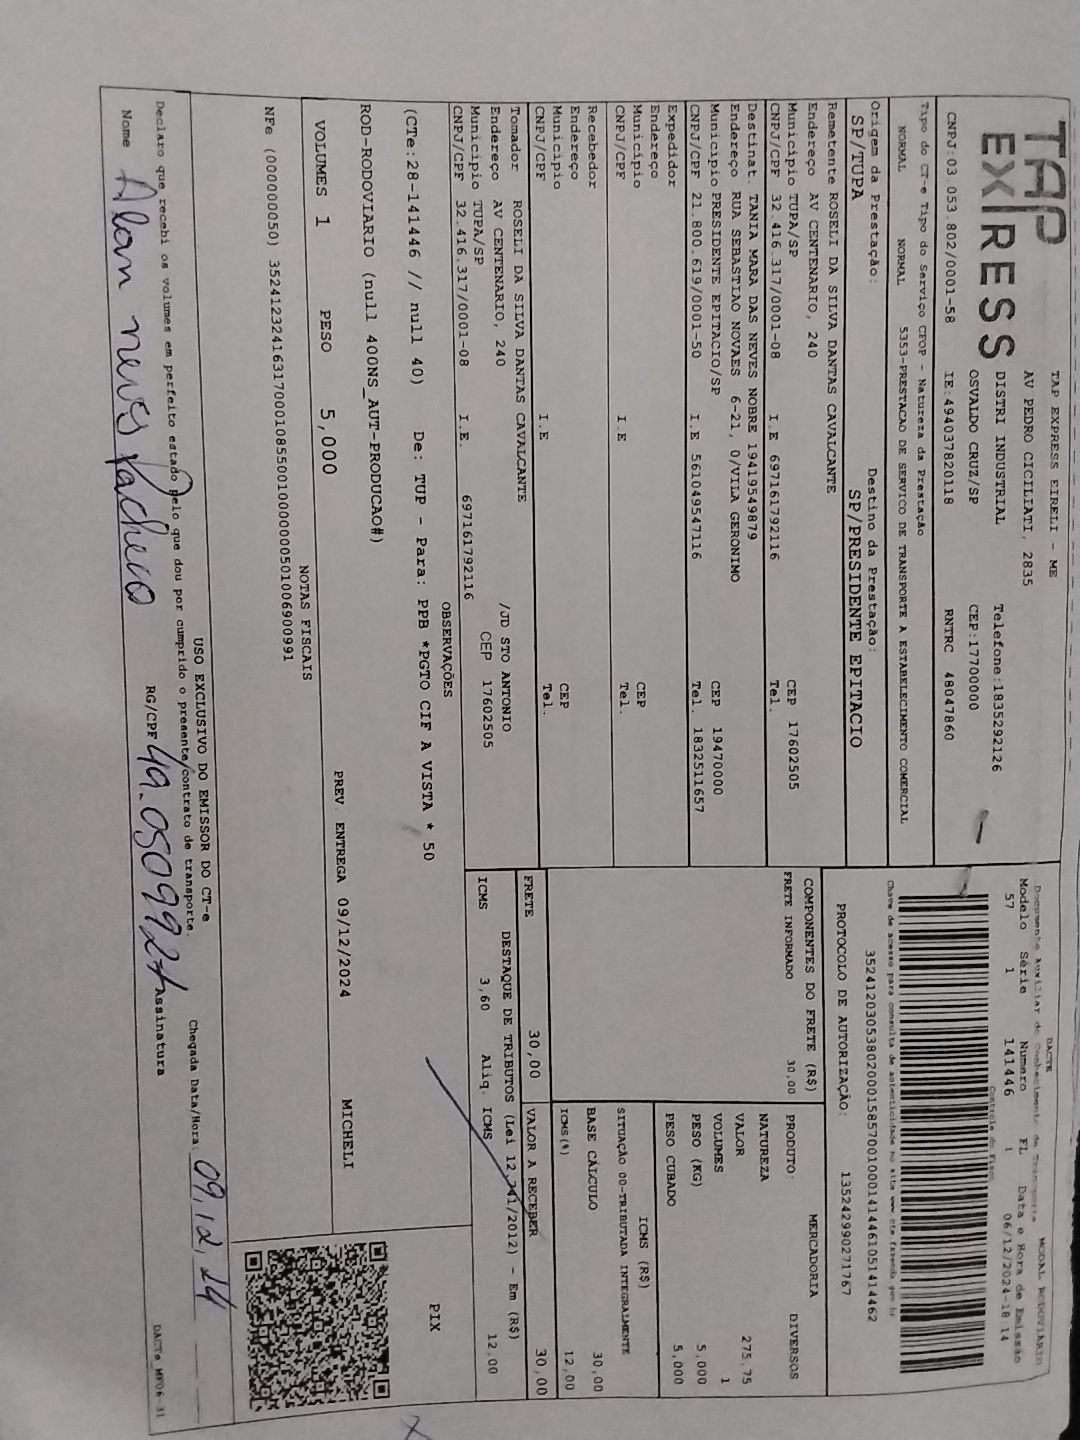 TAP EXPRESS
TAP EXPRESS EIRELI - ME
AV PEDRO CICILIATI, 2835
DISTRI INDUSTRIAL Telefone:1835292126
OSVALDO CRUZ/SP CEP:17700000
CNPJ:03.053.802/0001-58 IE:494037820118 RNTRC 48047860
DACTE MODAL RODOVIARIO
Documento Auxiliar do Conhecimento de Transporte
Modelo Série Numero FL Data e Hora de Emissão
57 1 141446 1 06/12/2024-18 14
Controle do Fisco
Chave de acesso para consulta de autenticidade no site www cte fazenda gov br
35241203053802000158570010001414461051414462
PROTOCOLO DE AUTORIZAÇÃO: 135242990271767
Tipo do CT-e Tipo do Serviço CFOP - Natureza da Prestação
NORMAL NORMAL 5353-PRESTACAO DE SERVICO DE TRANSPORTE A ESTABELECIMENTO COMERCIAL
Origem da Prestação: Destino da Prestação:
SP/TUPA SP/PRESIDENTE EPITACIO
Remetente ROSELI DA SILVA DANTAS CAVALCANTE
Endereço AV CENTENARIO, 240
Municipio TUPA/SP CEP 17602505
CNPJ/CPF 32.416.317/0001-08 I.E 697161792116 Tel.
Destinat. TANIA MARA DAS NEVES NOBRE 19419549879
Endereço RUA SEBASTIAO NOVAES 6-21, 0/VILA GERONIMO
Municipio PRESIDENTE EPITACIO/SP CEP 19470000
CNPJ/CPF 21.800.619/0001-50 I.E 561049547116 Tel. 1832511657
Expedidor
Endereço
Municipio CEP
CNPJ/CPF I.E Tel.
Recebedor
Endereço
Municipio CEP
CNPJ/CPF I.E Tel.
Tomador ROSELI DA SILVA DANTAS CAVALCANTE
Endereço AV CENTENARIO, 240 /JD STO ANTONIO
Municipio TUPA/SP CEP 17602505
CNPJ/CPF 32.416.317/0001-08 I.E. 697161792116
COMPONENTES DO FRETE (R$)
FRETE INFORMADO 30,00
PRODUTO: MERCADORIA
NATUREZA DIVERSOS
VALOR 275,75
VOLUMES 1
PESO (KG) 5,000
PESO CUBADO 5,000
ICMS (R$)
SITUAÇÃO 00-TRIBUTADA INTEGRALMENTE
BASE CÁLCULO 30,00
ICMS(%) 12,00
FRETE 30,00 VALOR A RECEBER 30,00
DESTAQUE DE TRIBUTOS (Lei 12.741/2012) - Em (R$)
ICMS 3,60 Aliq. ICMS 12,00
OBSERVAÇÕES
(CTe:28-141446 // null 40) De: TUP - Para: PPB *PGTO CIF A VISTA * 50
ROD-RODOVIARIO (null 400NS_AUT-PRODUCAO#)
PIX
VOLUMES 1 PESO 5,000 PREV. ENTREGA 09/12/2024 MICHELI
NOTAS FISCAIS
NFe (000000050) 35241232416317000108550010000000501006900991
USO EXCLUSIVO DO EMISSOR DO CT-e
Declaro que recebi os volumes em perfeito estado pelo que dou por cumprido o presente contrato de transporte. Chegada Data/Hora: 09.12.24
Nome Alan neves Pacheco RG/CPF Assinatura
DACTe_MP06-31